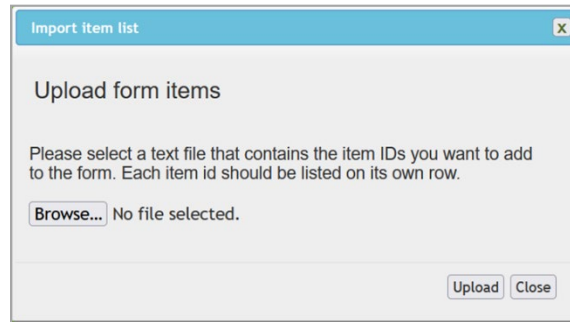 Import item list
X
Upload form items
Please select a text file that contains the item IDs you want to add
to the form. Each item id should be listed on its own row.
Browse... No file selected.
Upload Close